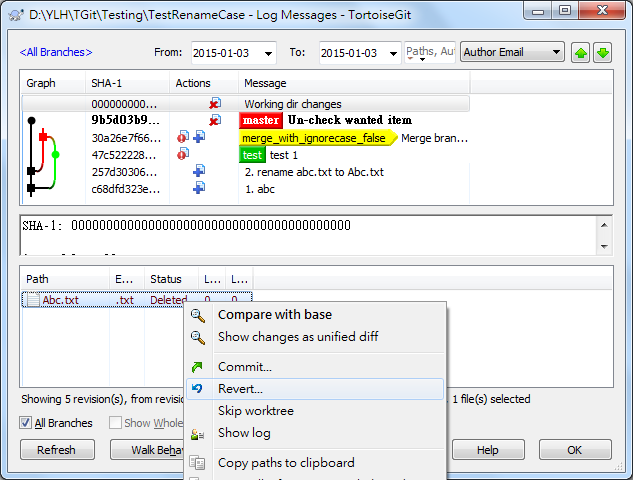 D:\YLH\TGit\Testing\TestRenameCase - Log Messages - TortoiseGit
<All Branches> From: 2015-01-03 To: 2015-01-03 Paths, Au Author Email
Graph SHA-1 Actions Message
000000000... Working dir changes
9b5d03b9... master Un-check wanted item
30a26e7f66... merge_with_ignorecase_false Merge bran...
47c522228... test test 1
257d30306... 2. rename abc.txt to Abc.txt
c68dfd323e... 1. abc
SHA-1: 0000000000000000000000000000000000000000
Path E... Status L... L...
Abc.txt .txt Deleted 0 0
Compare with base
Show changes as unified diff
Commit...
Revert...
Skip worktree
Show log
Copy paths to clipboard
Showing 5 revision(s), from revisio 1 file(s) selected
All Branches Show Whole
Refresh Walk Behav Help OK